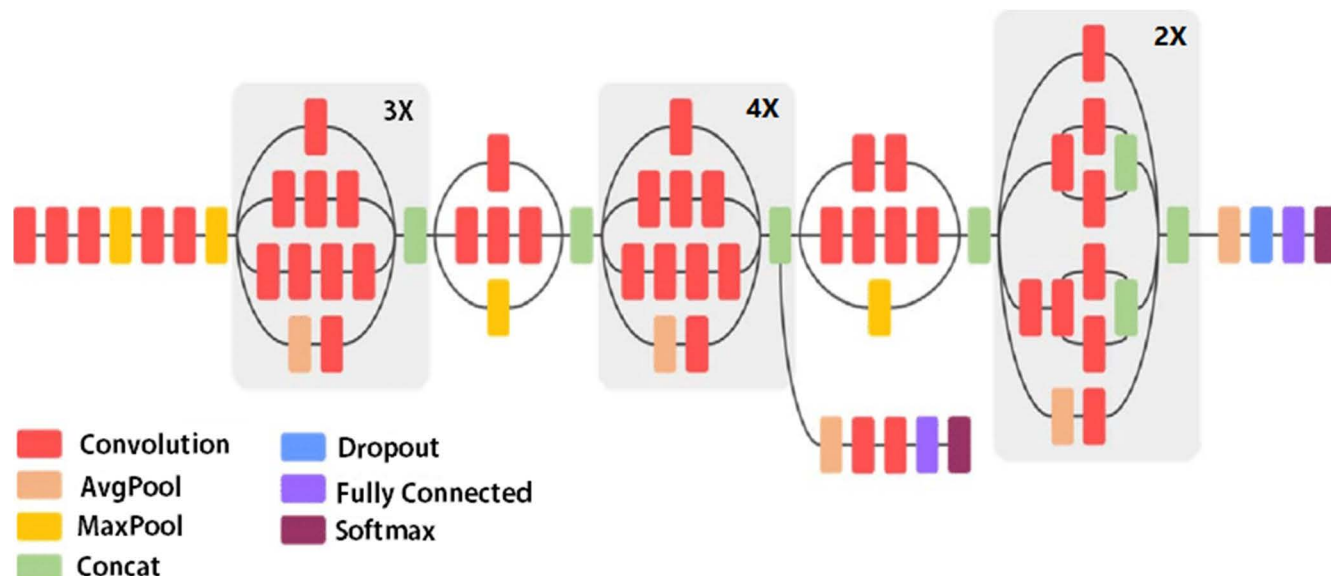 3X
4X
2X
Convolution
AvgPool
MaxPool
Concat
Dropout
Fully Connected
Softmax